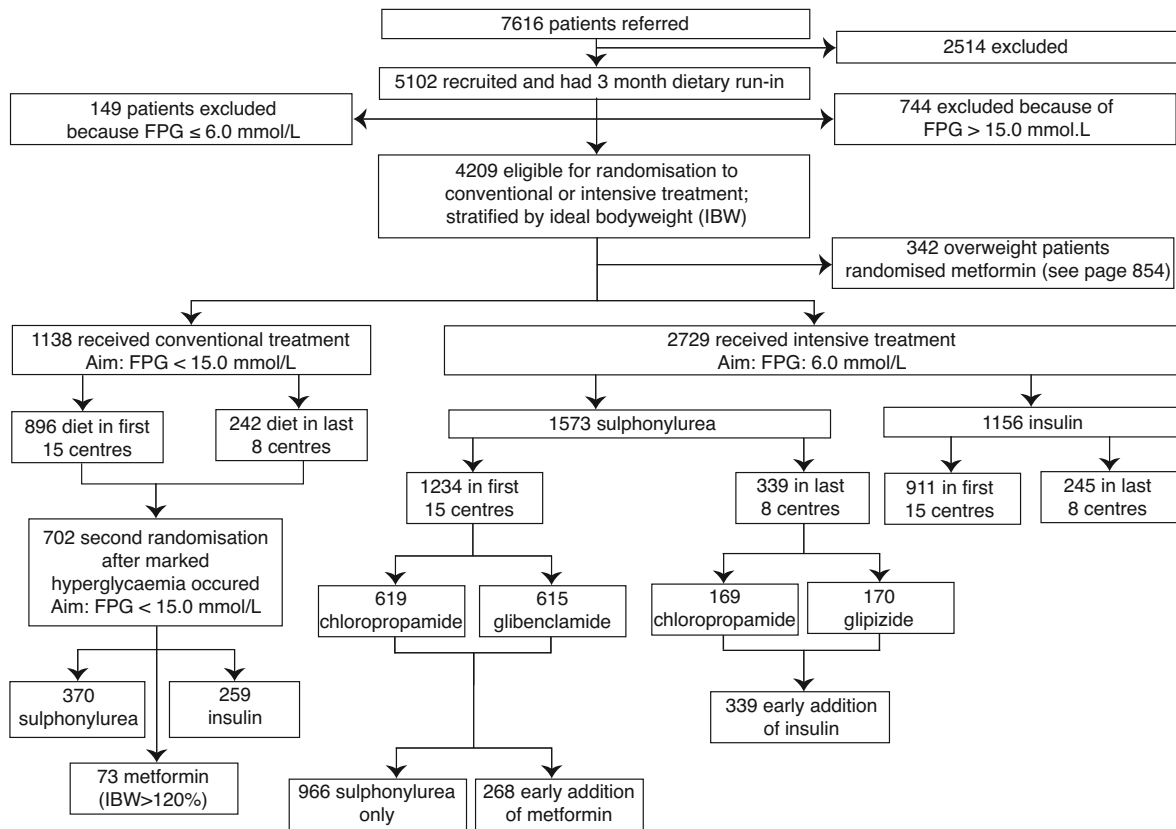 7616 patients referred
2514 excluded
5102 recruited and had 3 month dietary run-in
149 patients excluded
because FPG ≤ 6.0 mmol/L
744 excluded because of
FPG > 15.0 mmol.L
4209 eligible for randomisation to
conventional or intensive treatment;
stratified by ideal bodyweight (IBW)
342 overweight patients
randomised metformin (see page 854)
1138 received conventional treatment
Aim: FPG < 15.0 mmol/L
2729 received intensive treatment
Aim: FPG: 6.0 mmol/L
896 diet in first
15 centres
242 diet in last
8 centres
1573 sulphonylurea
1156 insulin
1234 in first
15 centres
339 in last
8 centres
911 in first
15 centres
245 in last
8 centres
702 second randomisation
after marked
hyperglycaemia occured
Aim: FPG < 15.0 mmol/L
619
chloropropamide
615
glibenclamide
169
chloropropamide
170
glipizide
370
sulphonylurea
259
insulin
339 early addition
of insulin
73 metformin
(IBW>120%)
966 sulphonylurea
only
268 early addition
of metformin